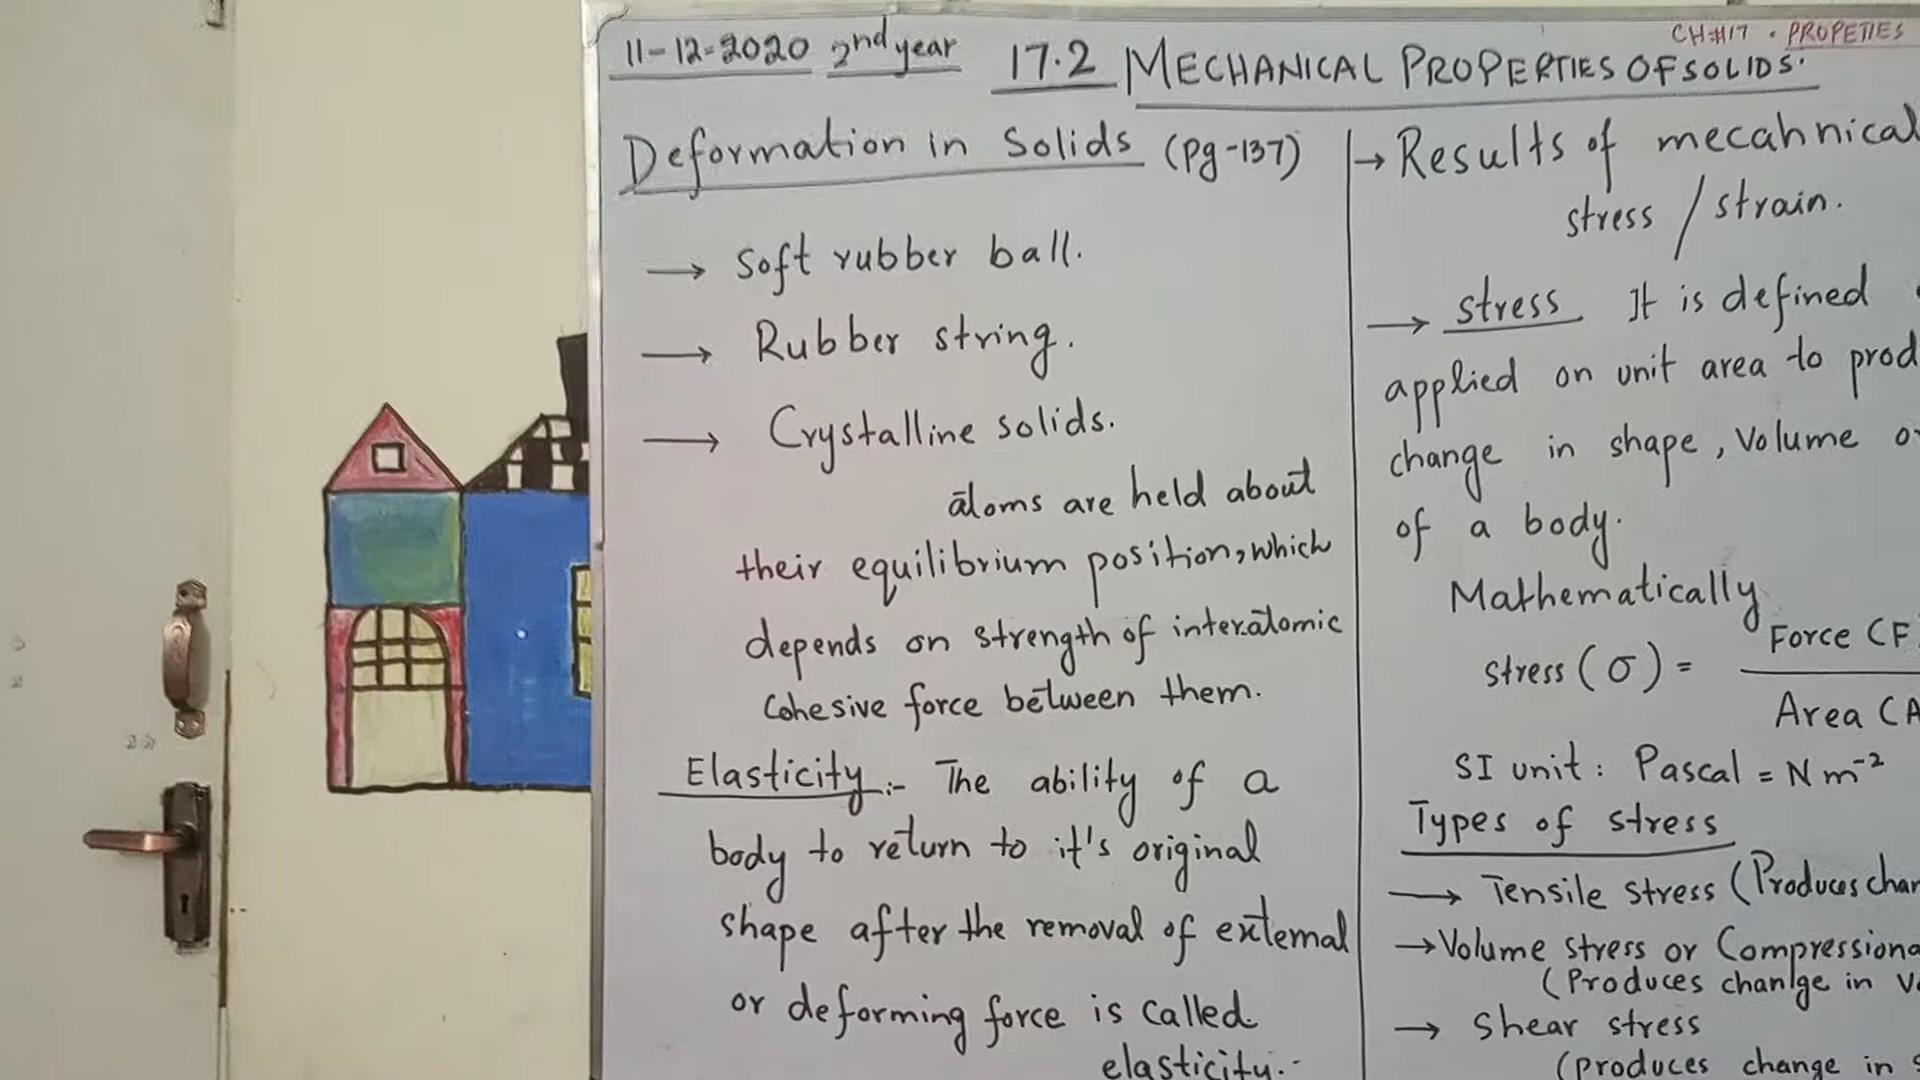 CH#17 . PROPETIES
11-12-2020 2nd year 17.2 MECHANICAL PROPERTIES OF SOLIDS.
Deformation in Solids (Pg-137)
→ Soft rubber ball.
→ Rubber string.
→ Crystalline solids.
atoms are held about
their equilibrium position, which
depends on strength of interatomic
Cohesive force between them.
Elasticity:- The ability of a
body to return to it's original
shape after the removal of external
or deforming force is called
elasticity.-
→ Results of mecahnical
stress / strain.
→ stress It is defined
applied on unit area to prod
change in shape, Volume or
of a body.
Mathematically
stress (σ) = Force (F
Area (A
SI unit: Pascal = N m⁻²
Types of stress
→ Tensile stress (Produces chan
→ Volume stress or Compressiona
(Produces change in V
→ Shear stress
(produces change in s